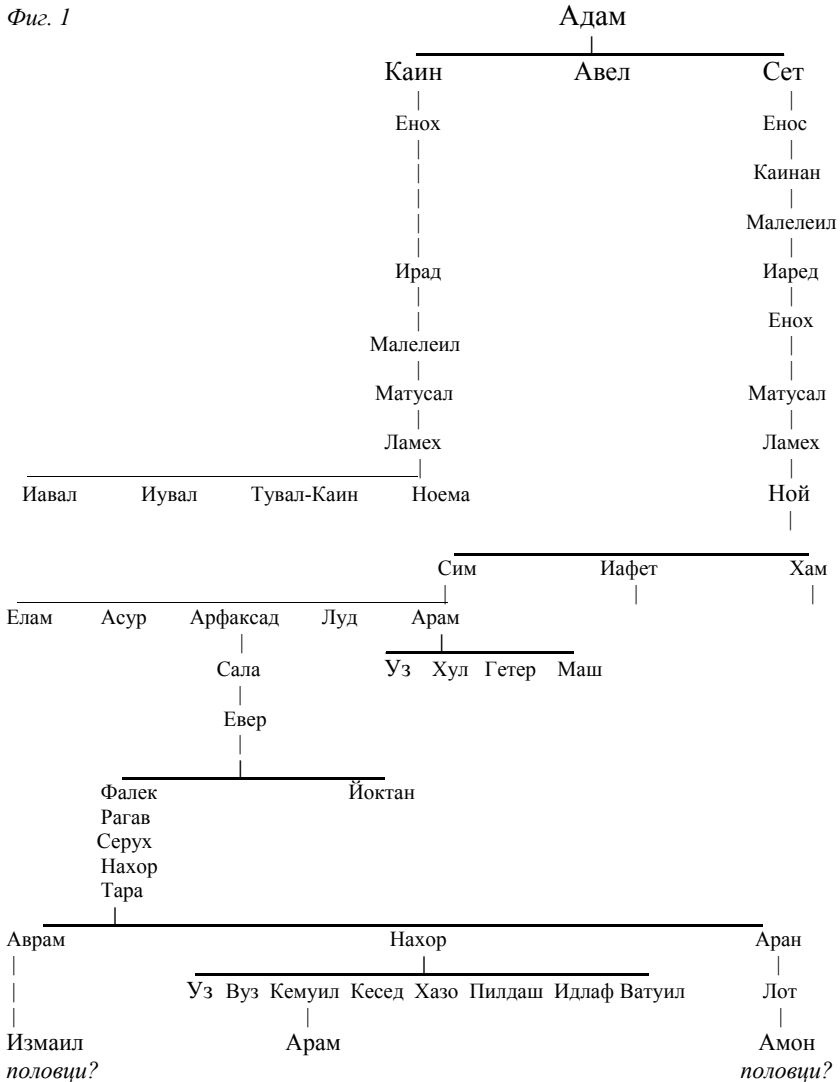 Фиг. 1
Адам
Каин Авел Сет
Енох Енос
Каинан
Малелеил
Ирад Иаред
Енох
Малелеил
Матусал Матусал
Ламех Ламех
Иавал Иувал Тувал-Каин Ноема Ной
Сим Иафет Хам
Елам Асур Арфаксад Луд Арам
Сала Уз Хул Гетер Маш
Евер
Фалек Йоктан
Рагав
Серух
Нахор
Тара
Аврам Нахор Аран
Уз Вуз Кемуил Кесед Хазо Пилдаш Идлаф Ватуил Лот
Измаил Арам Амон
половци? половци?